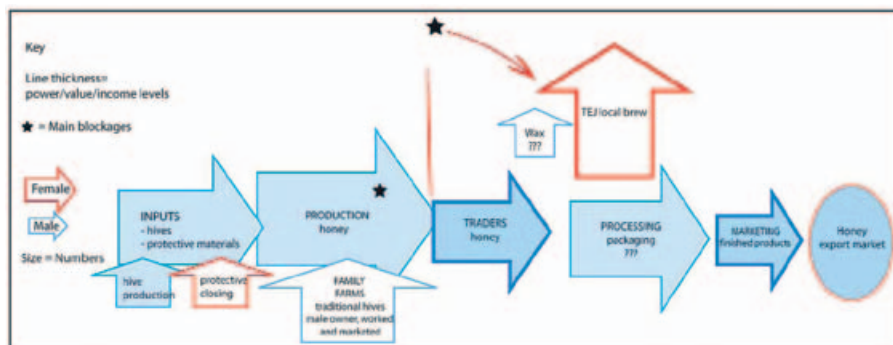 Key
Line thickness=
power/value/income levels
★ = Main blockages
Female
Male
Size = Numbers
INPUTS
- hives
- protective materials
hive
production
protective
closing
PRODUCTION
honey
FAMILY
FARMS
traditional hives
male owner, worked
and marketed
TRADERS
honey
Wax
???
TEJ local brew
PROCESSING
packaging
???
MARKETING
finished products
Honey
export market